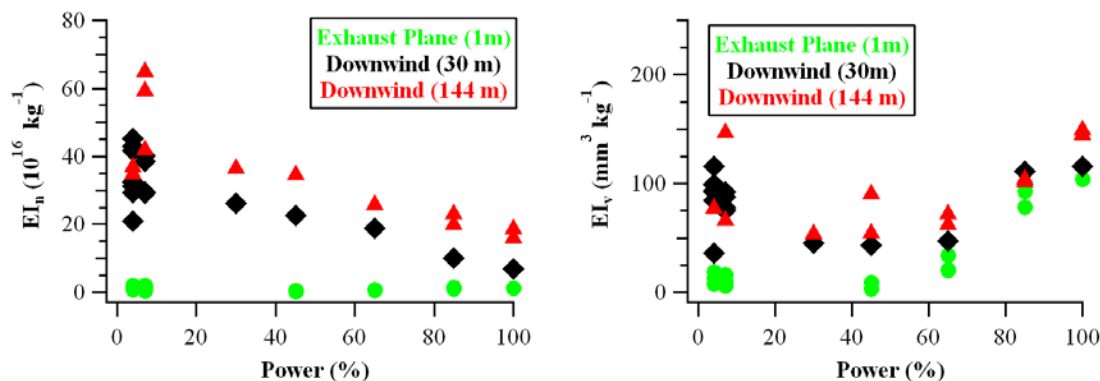 80
60
40
20
0
EIn (10^16 kg^-1)
Exhaust Plane (1m)
Downwind (30 m)
Downwind (144 m)
0 20 40 60 80 100
Power (%)
200
100
0
EIv (mm^3 kg^-1)
Exhaust Plane (1m)
Downwind (30m)
Downwind (144 m)
0 20 40 60 80 100
Power (%)